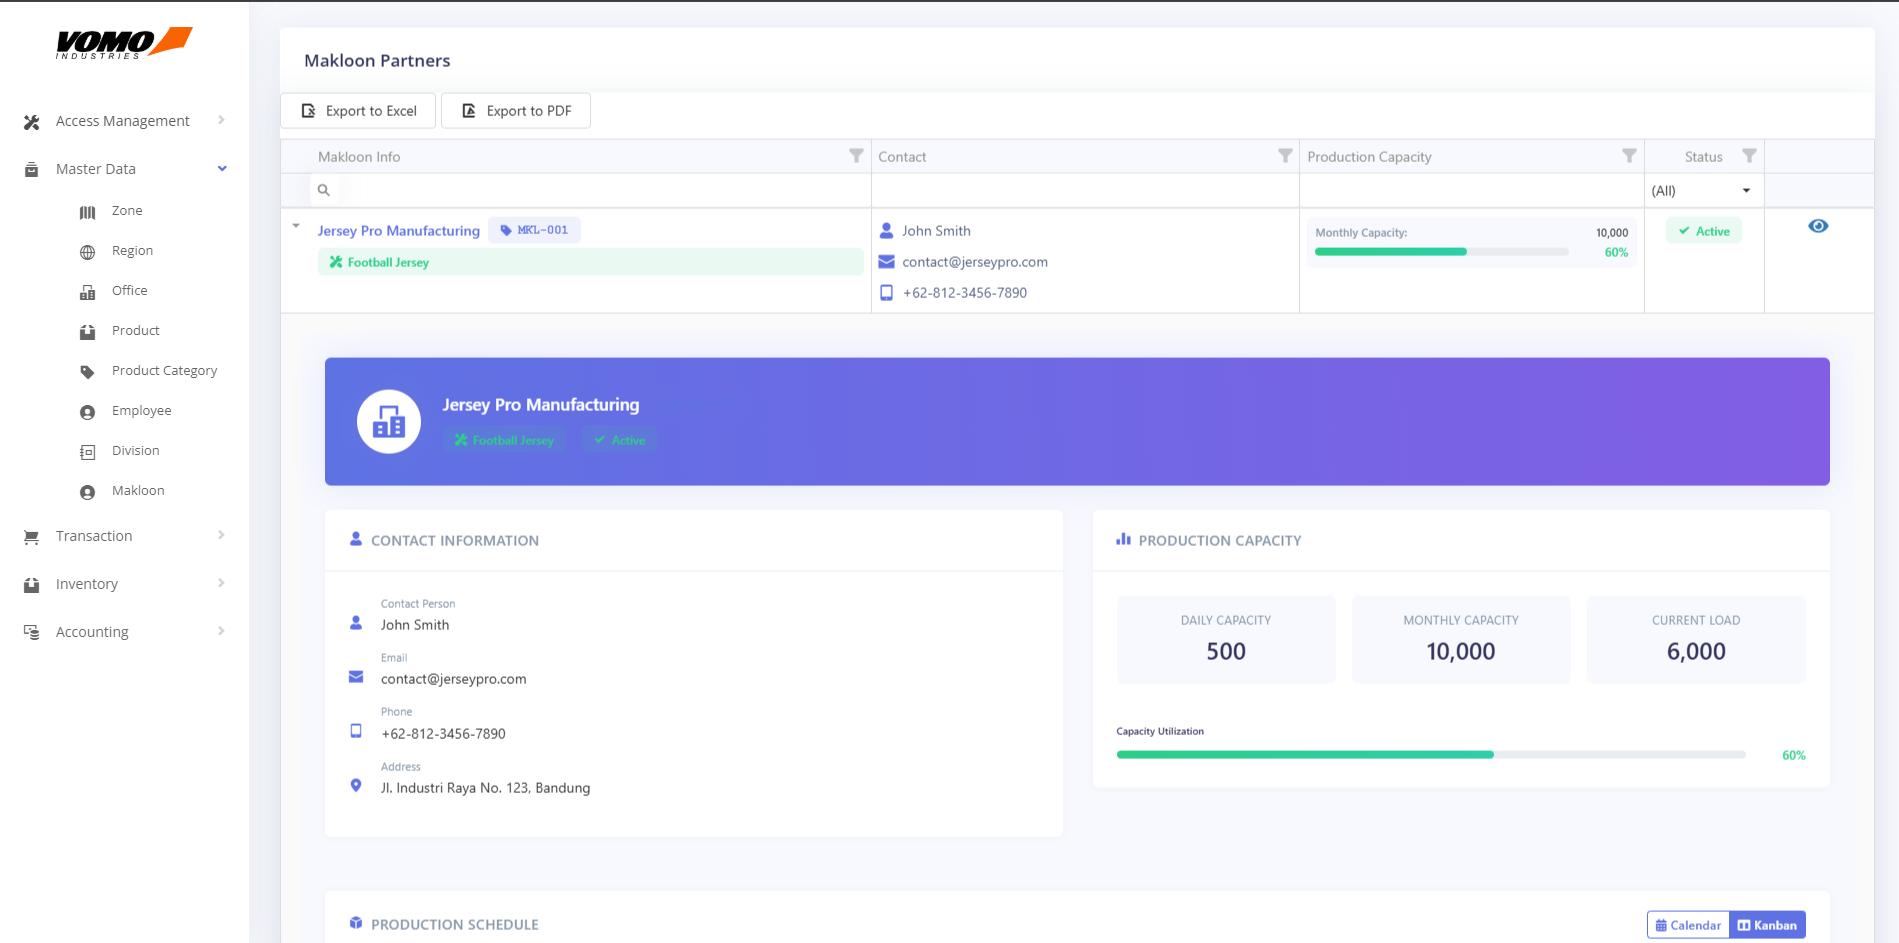 VOMO
INDUSTRIES
Access Management
Master Data
Zone
Region
Office
Product
Product Category
Employee
Division
Makloon
Transaction
Inventory
Accounting
Makloon Partners
Export to Excel
Export to PDF
Makloon Info
Contact
Production Capacity
Status
(All)
Jersey Pro Manufacturing
MKL-001
Football Jersey
John Smith
contact@jerseypro.com
+62-812-3456-7890
Monthly Capacity:
10,000
60%
Active
Jersey Pro Manufacturing
Football Jersey
Active
CONTACT INFORMATION
Contact Person
John Smith
Email
contact@jerseypro.com
Phone
+62-812-3456-7890
Address
Jl. Industri Raya No. 123, Bandung
PRODUCTION CAPACITY
DAILY CAPACITY
500
MONTHLY CAPACITY
10,000
CURRENT LOAD
6,000
Capacity Utilization
60%
PRODUCTION SCHEDULE
Calendar
Kanban